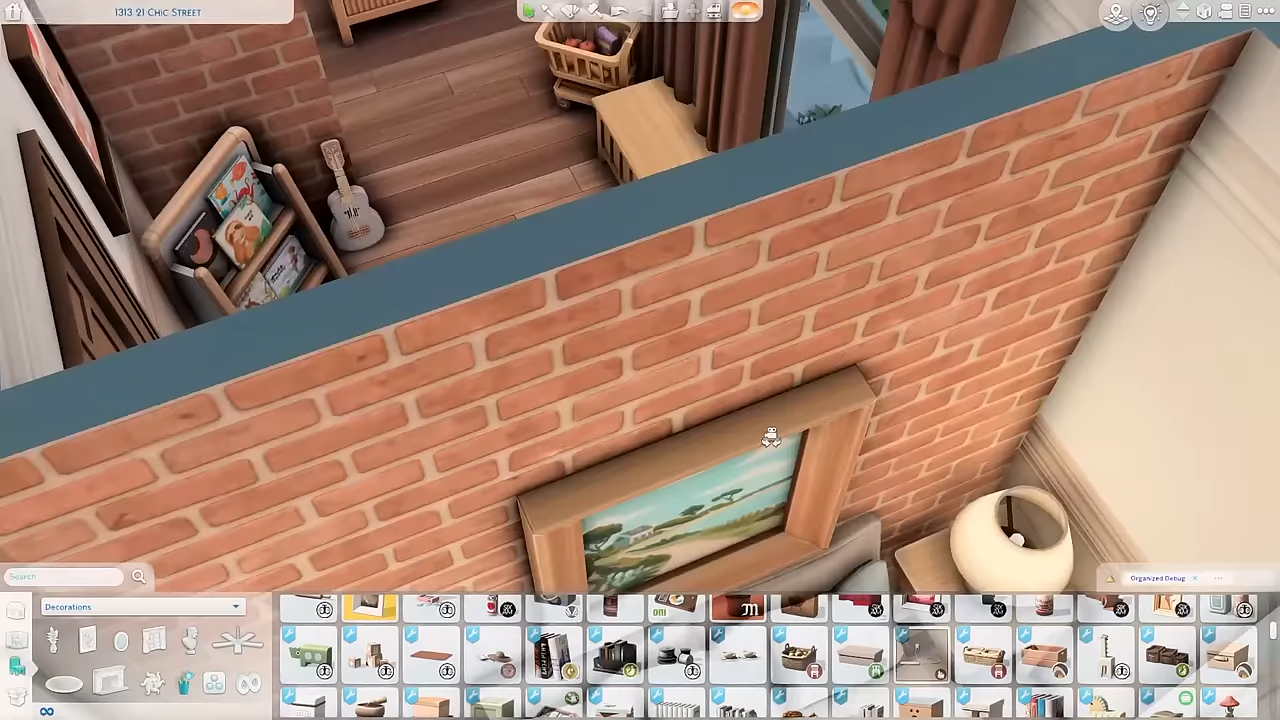 1313 21 Chic Street
Search
Organized Debug
Decorations